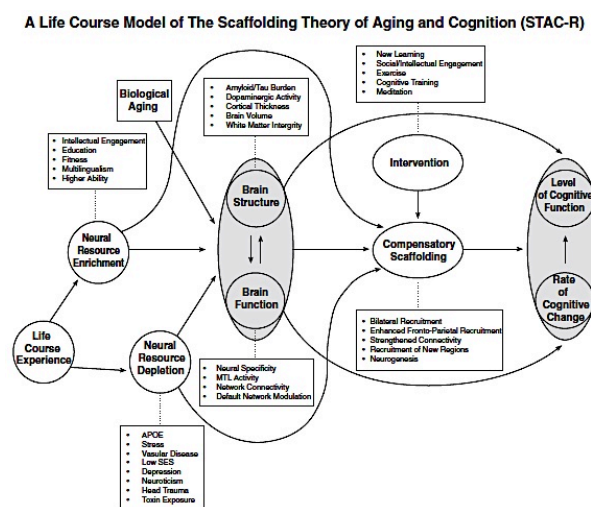 A Life Course Model of The Scaffolding Theory of Aging and Cognition (STAC-R)
• New Learning
• Social/Intellectual Engagement
• Exercise
• Cognitive Training
• Meditation
Biological
Aging
• Amyloid/Tau Burden
• Dopaminergic Activity
• Cortical Thickness
• Brain Volume
• White Matter Intergrity
• Intellectual Engagement
• Education
• Fitness
• Multilingualism
• Higher Ability
Intervention
Brain
Structure
Level
of Cognitive
Function
Neural
Resource
Enrichment
Compensatory
Scaffolding
Brain
Function
Rate of
Cognitive
Change
Life
Course
Experience
Neural
Resource
Depletion
• Bilateral Recruitment
• Enhanced Fronto-Parietal Recruitment
• Strengthened Connectivity
• Recruitment of New Regions
• Neurogenesis
• Neural Specificity
• MTL Activity
• Network Connectivity
• Default Network Modulation
• APOE
• Stress
• Vasular Disease
• Low SES
• Depression
• Neuroticism
• Head Trauma
• Toxin Exposure